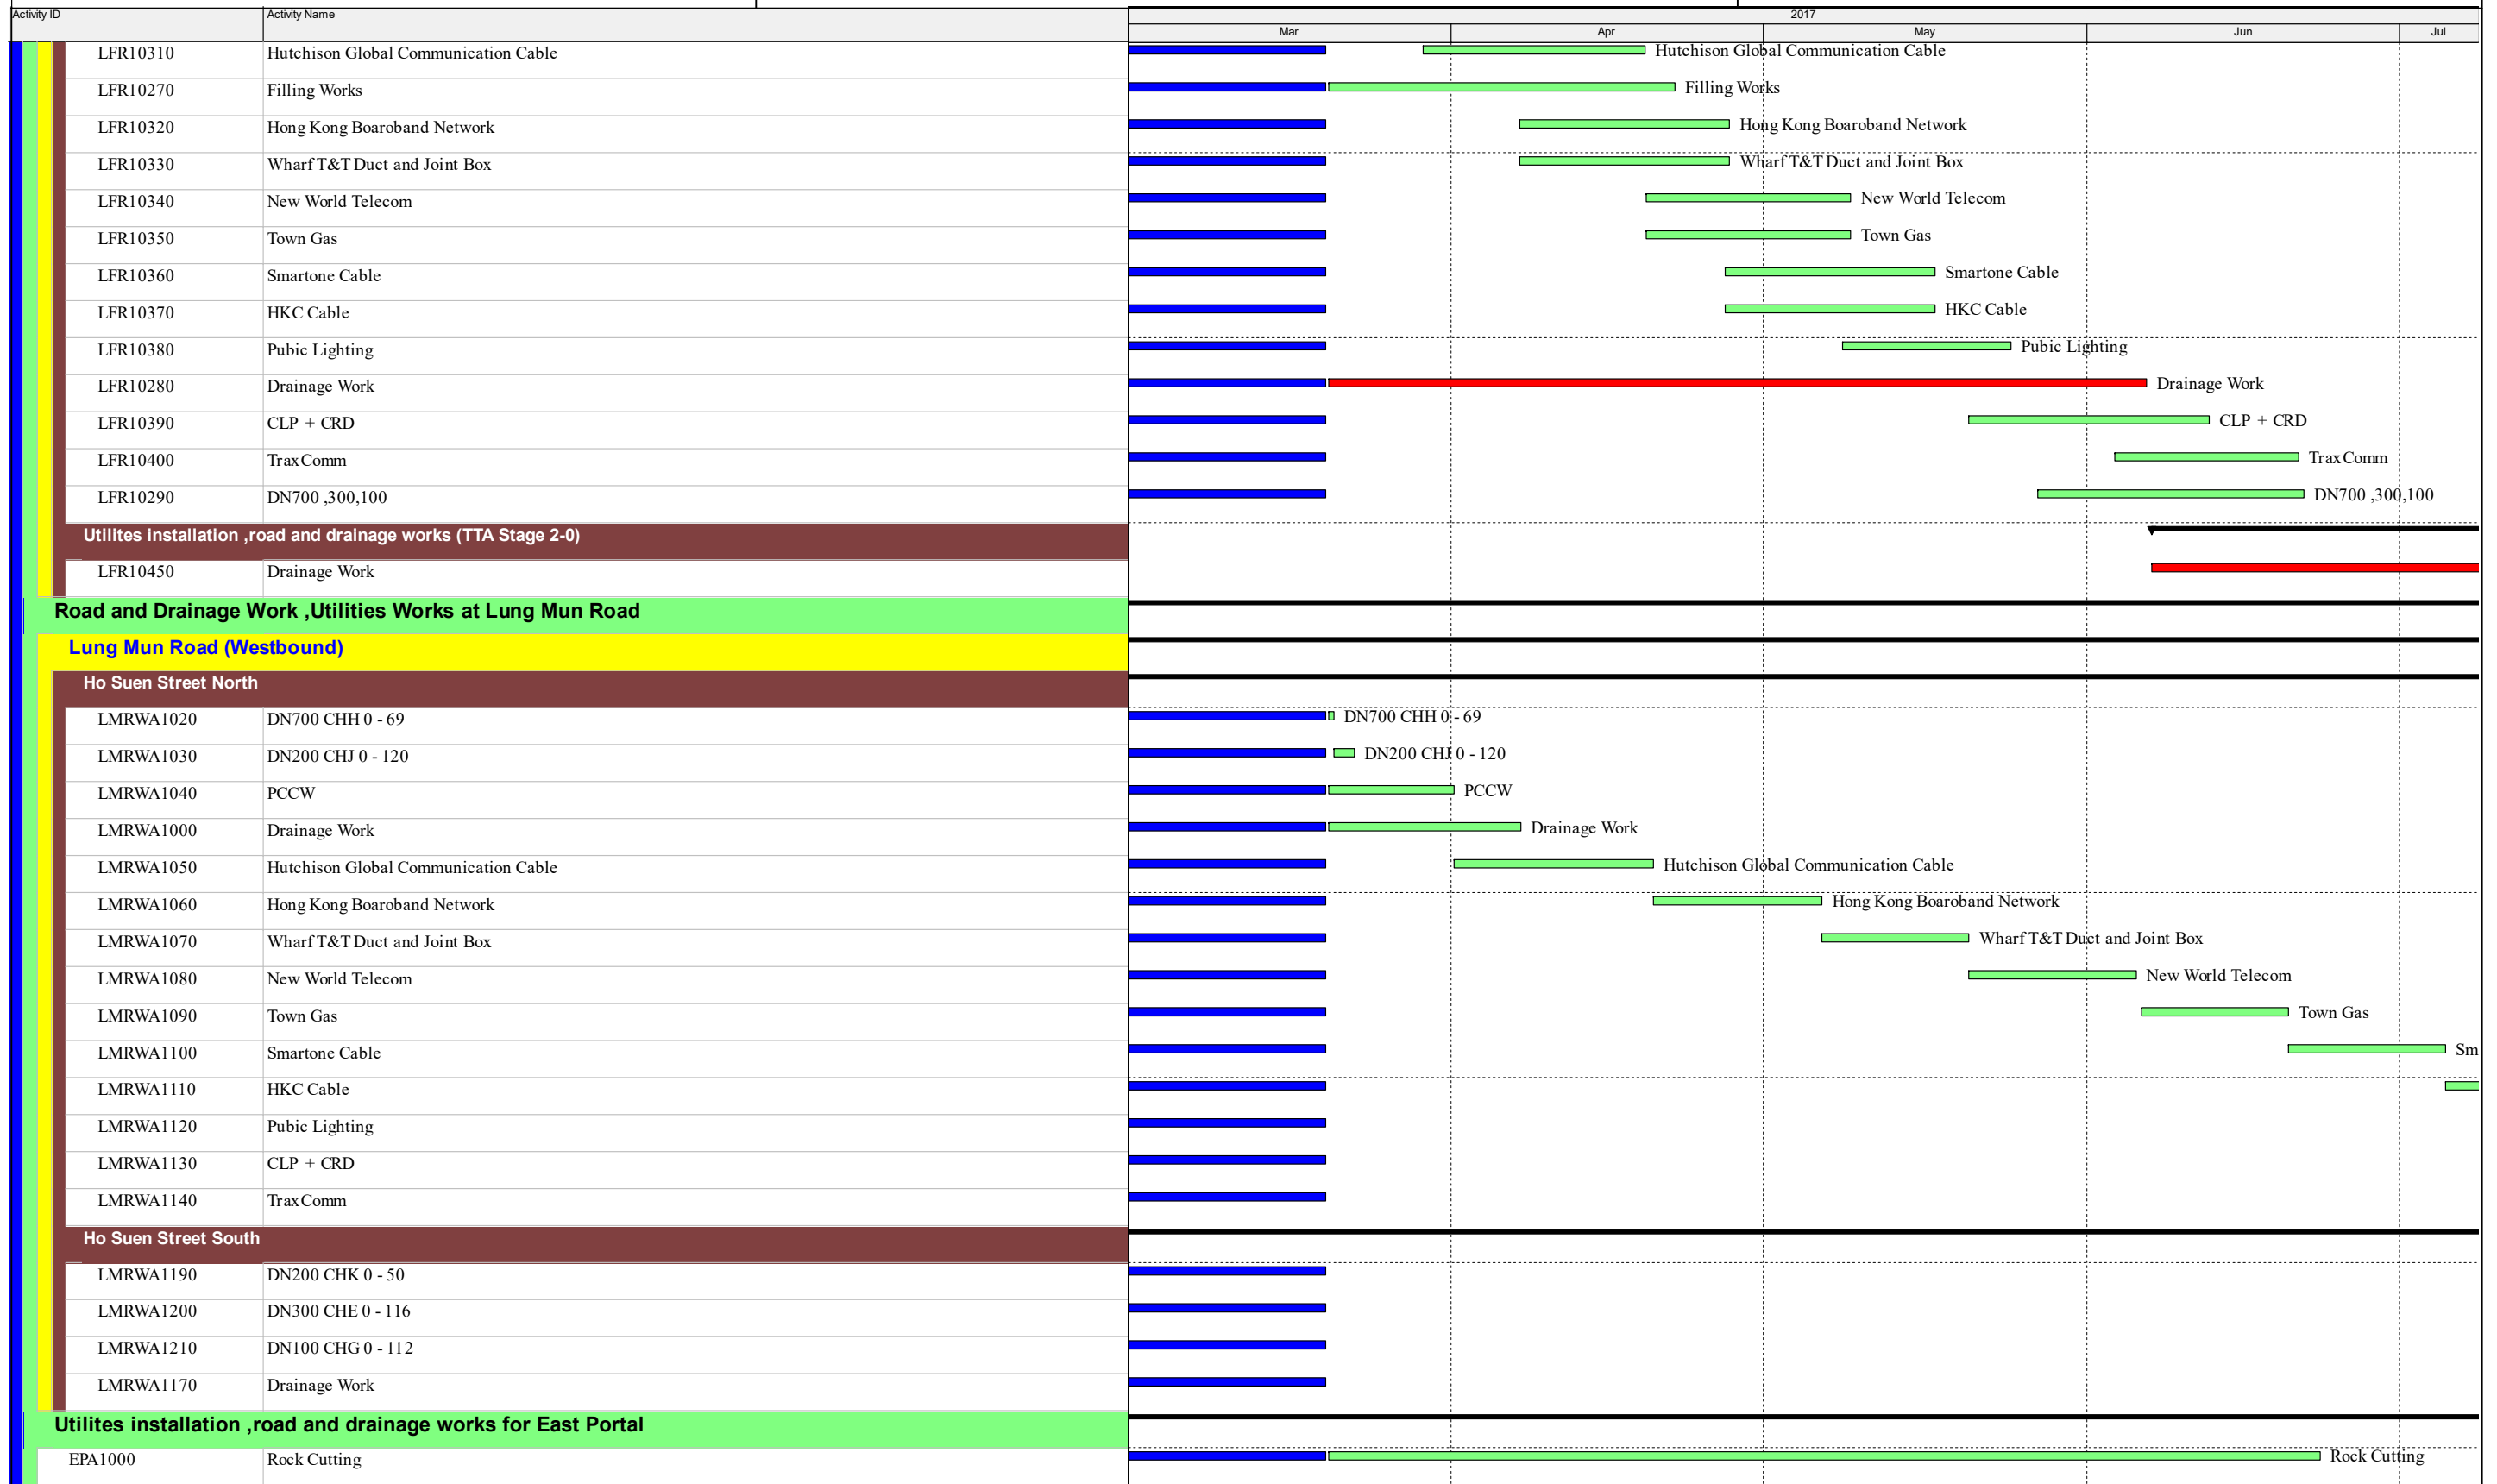 Activity ID Activity Name 2017
Mar Apr May Jun Jul
LFR10310 Hutchison Global Communication Cable Hutchison Global Communication Cable
LFR10270 Filling Works Filling Works
LFR10320 Hong Kong Boaroband Network Hong Kong Boaroband Network
LFR10330 Wharf T&T Duct and Joint Box Wharf T&T Duct and Joint Box
LFR10340 New World Telecom New World Telecom
LFR10350 Town Gas Town Gas
LFR10360 Smartone Cable Smartone Cable
LFR10370 HKC Cable HKC Cable
LFR10380 Pubic Lighting Pubic Lighting
LFR10280 Drainage Work Drainage Work
LFR10390 CLP + CRD CLP + CRD
LFR10400 TraxComm TraxComm
LFR10290 DN700 ,300,100 DN700 ,300,100
Utilites installation ,road and drainage works (TTA Stage 2-0)
LFR10450 Drainage Work
Road and Drainage Work ,Utilities Works at Lung Mun Road
Lung Mun Road (Westbound)
Ho Suen Street North
LMRWA1020 DN700 CHH 0 - 69 DN700 CHH 0 - 69
LMRWA1030 DN200 CHJ 0 - 120 DN200 CHJ 0 - 120
LMRWA1040 PCCW PCCW
LMRWA1000 Drainage Work Drainage Work
LMRWA1050 Hutchison Global Communication Cable Hutchison Global Communication Cable
LMRWA1060 Hong Kong Boaroband Network Hong Kong Boaroband Network
LMRWA1070 Wharf T&T Duct and Joint Box Wharf T&T Duct and Joint Box
LMRWA1080 New World Telecom New World Telecom
LMRWA1090 Town Gas Town Gas
LMRWA1100 Smartone Cable Sm
LMRWA1110 HKC Cable
LMRWA1120 Pubic Lighting
LMRWA1130 CLP + CRD
LMRWA1140 TraxComm
Ho Suen Street South
LMRWA1190 DN200 CHK 0 - 50
LMRWA1200 DN300 CHE 0 - 116
LMRWA1210 DN100 CHG 0 - 112
LMRWA1170 Drainage Work
Utilites installation ,road and drainage works for East Portal
EPA1000 Rock Cutting Rock Cutting